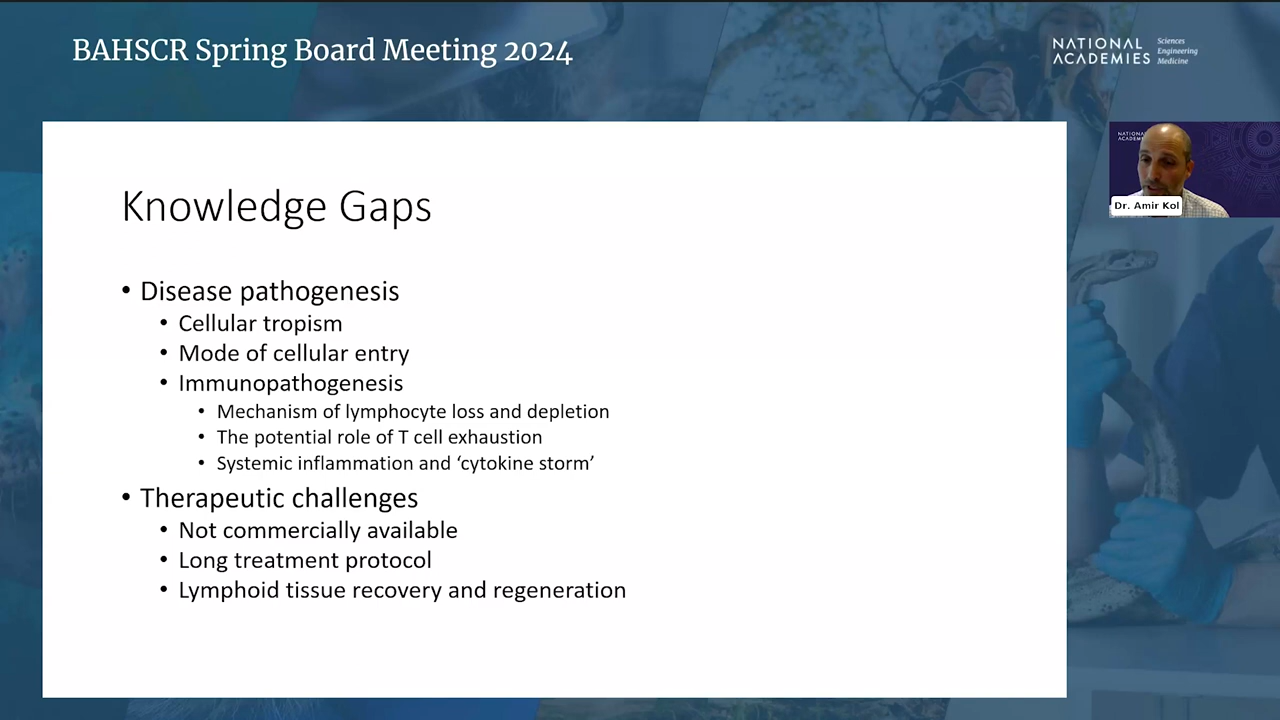 BAHSCR Spring Board Meeting 2024
NATIONAL ACADEMIES
Sciences
Engineering
Medicine
NATIONAL
ACADEM
Dr. Amir Kol
Knowledge Gaps
• Disease pathogenesis
• Cellular tropism
• Mode of cellular entry
• Immunopathogenesis
• Mechanism of lymphocyte loss and depletion
• The potential role of T cell exhaustion
• Systemic inflammation and ‘cytokine storm’
• Therapeutic challenges
• Not commercially available
• Long treatment protocol
• Lymphoid tissue recovery and regeneration